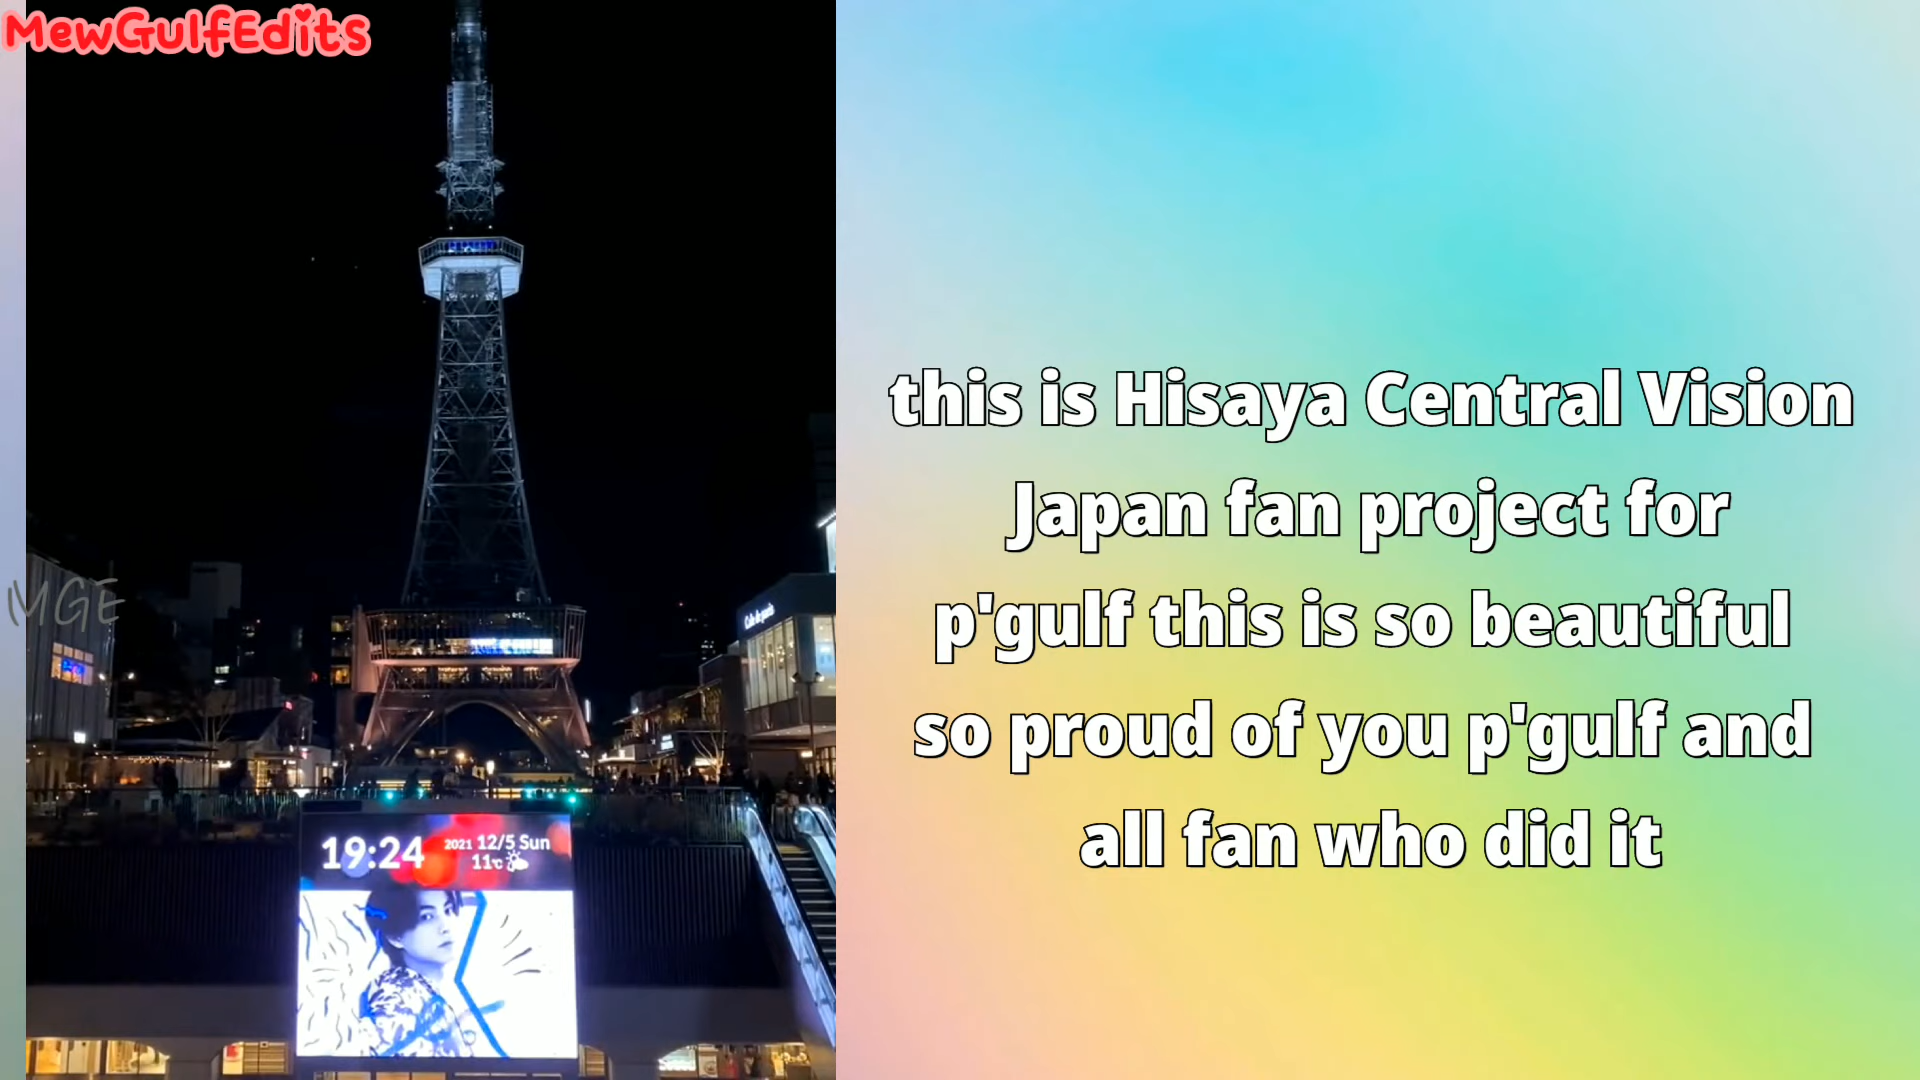 MewGulfEdits
MGE
19:24
2021 12/5 Sun
11℃
this is Hisaya Central Vision
Japan fan project for
p'gulf this is so beautiful
so proud of you p'gulf and
all fan who did it